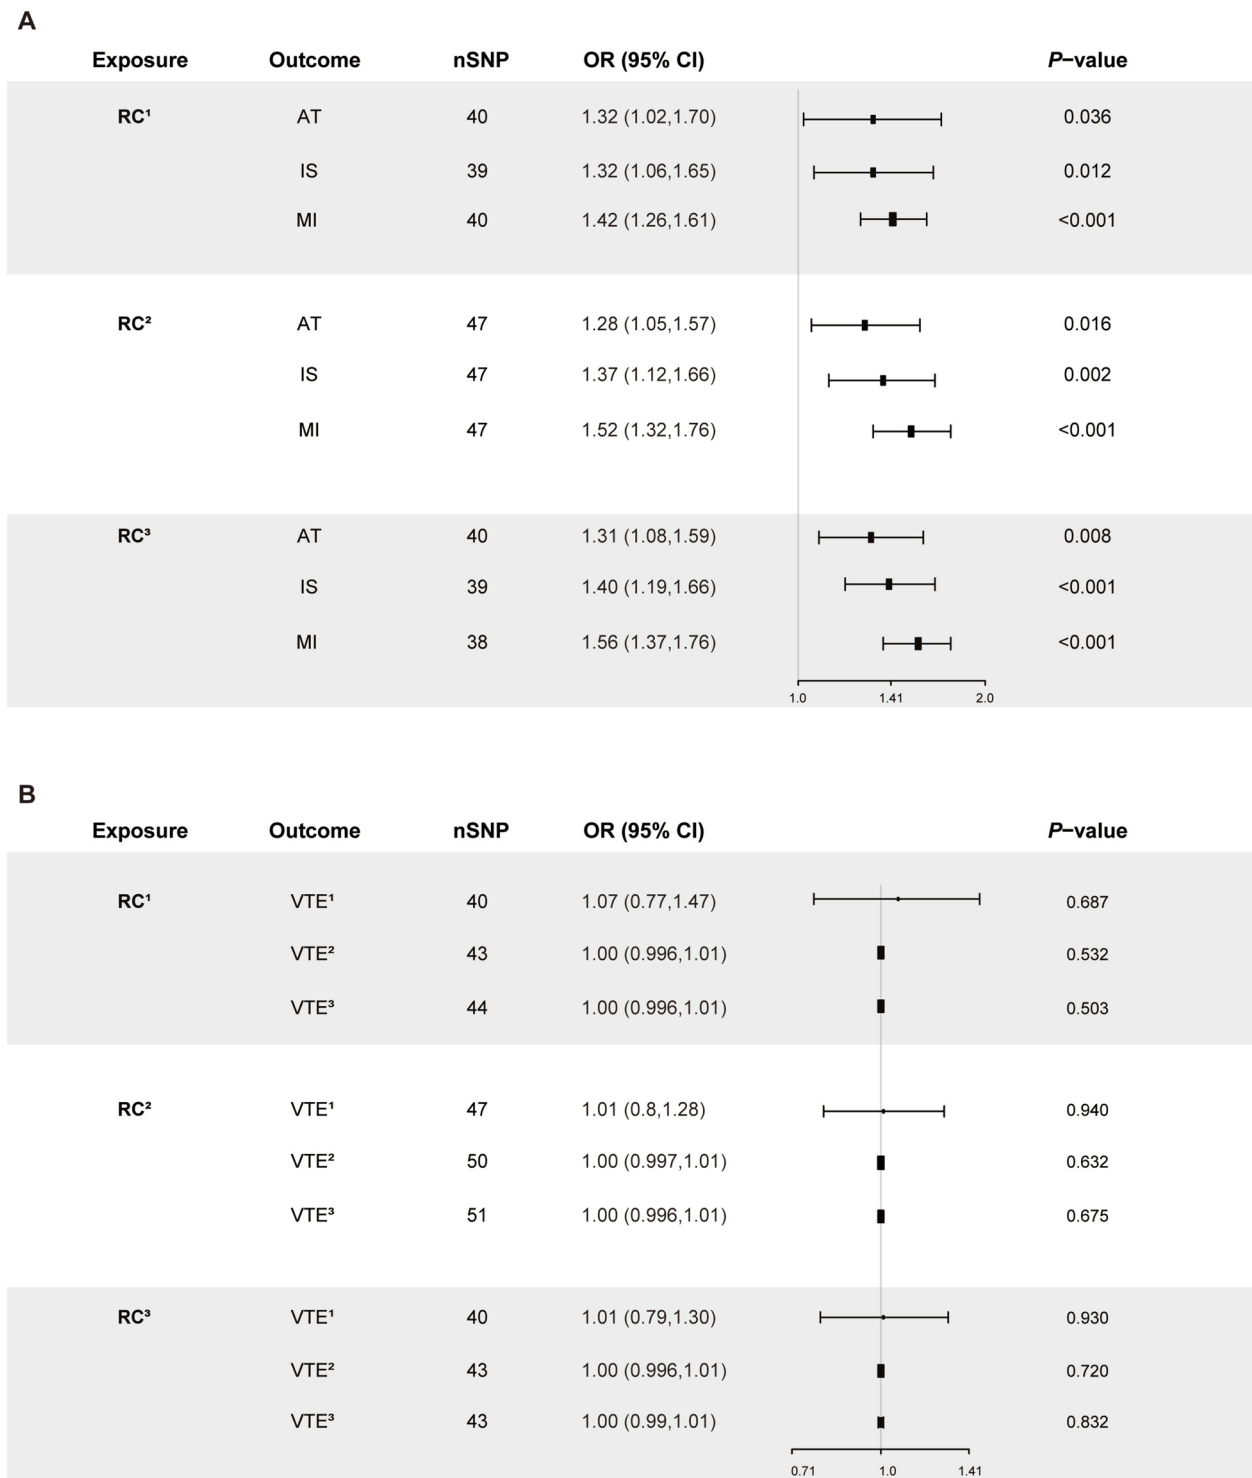 A
Exposure Outcome nSNP OR (95% CI) P−value
RC¹ AT 40 1.32 (1.02,1.70) 0.036
IS 39 1.32 (1.06,1.65) 0.012
MI 40 1.42 (1.26,1.61) <0.001
RC² AT 47 1.28 (1.05,1.57) 0.016
IS 47 1.37 (1.12,1.66) 0.002
MI 47 1.52 (1.32,1.76) <0.001
RC³ AT 40 1.31 (1.08,1.59) 0.008
IS 39 1.40 (1.19,1.66) <0.001
MI 38 1.56 (1.37,1.76) <0.001
1.0 1.41 2.0
B
Exposure Outcome nSNP OR (95% CI) P−value
RC¹ VTE¹ 40 1.07 (0.77,1.47) 0.687
VTE² 43 1.00 (0.996,1.01) 0.532
VTE³ 44 1.00 (0.996,1.01) 0.503
RC² VTE¹ 47 1.01 (0.8,1.28) 0.940
VTE² 50 1.00 (0.997,1.01) 0.632
VTE³ 51 1.00 (0.996,1.01) 0.675
RC³ VTE¹ 40 1.01 (0.79,1.30) 0.930
VTE² 43 1.00 (0.996,1.01) 0.720
VTE³ 43 1.00 (0.99,1.01) 0.832
0.71 1.0 1.41